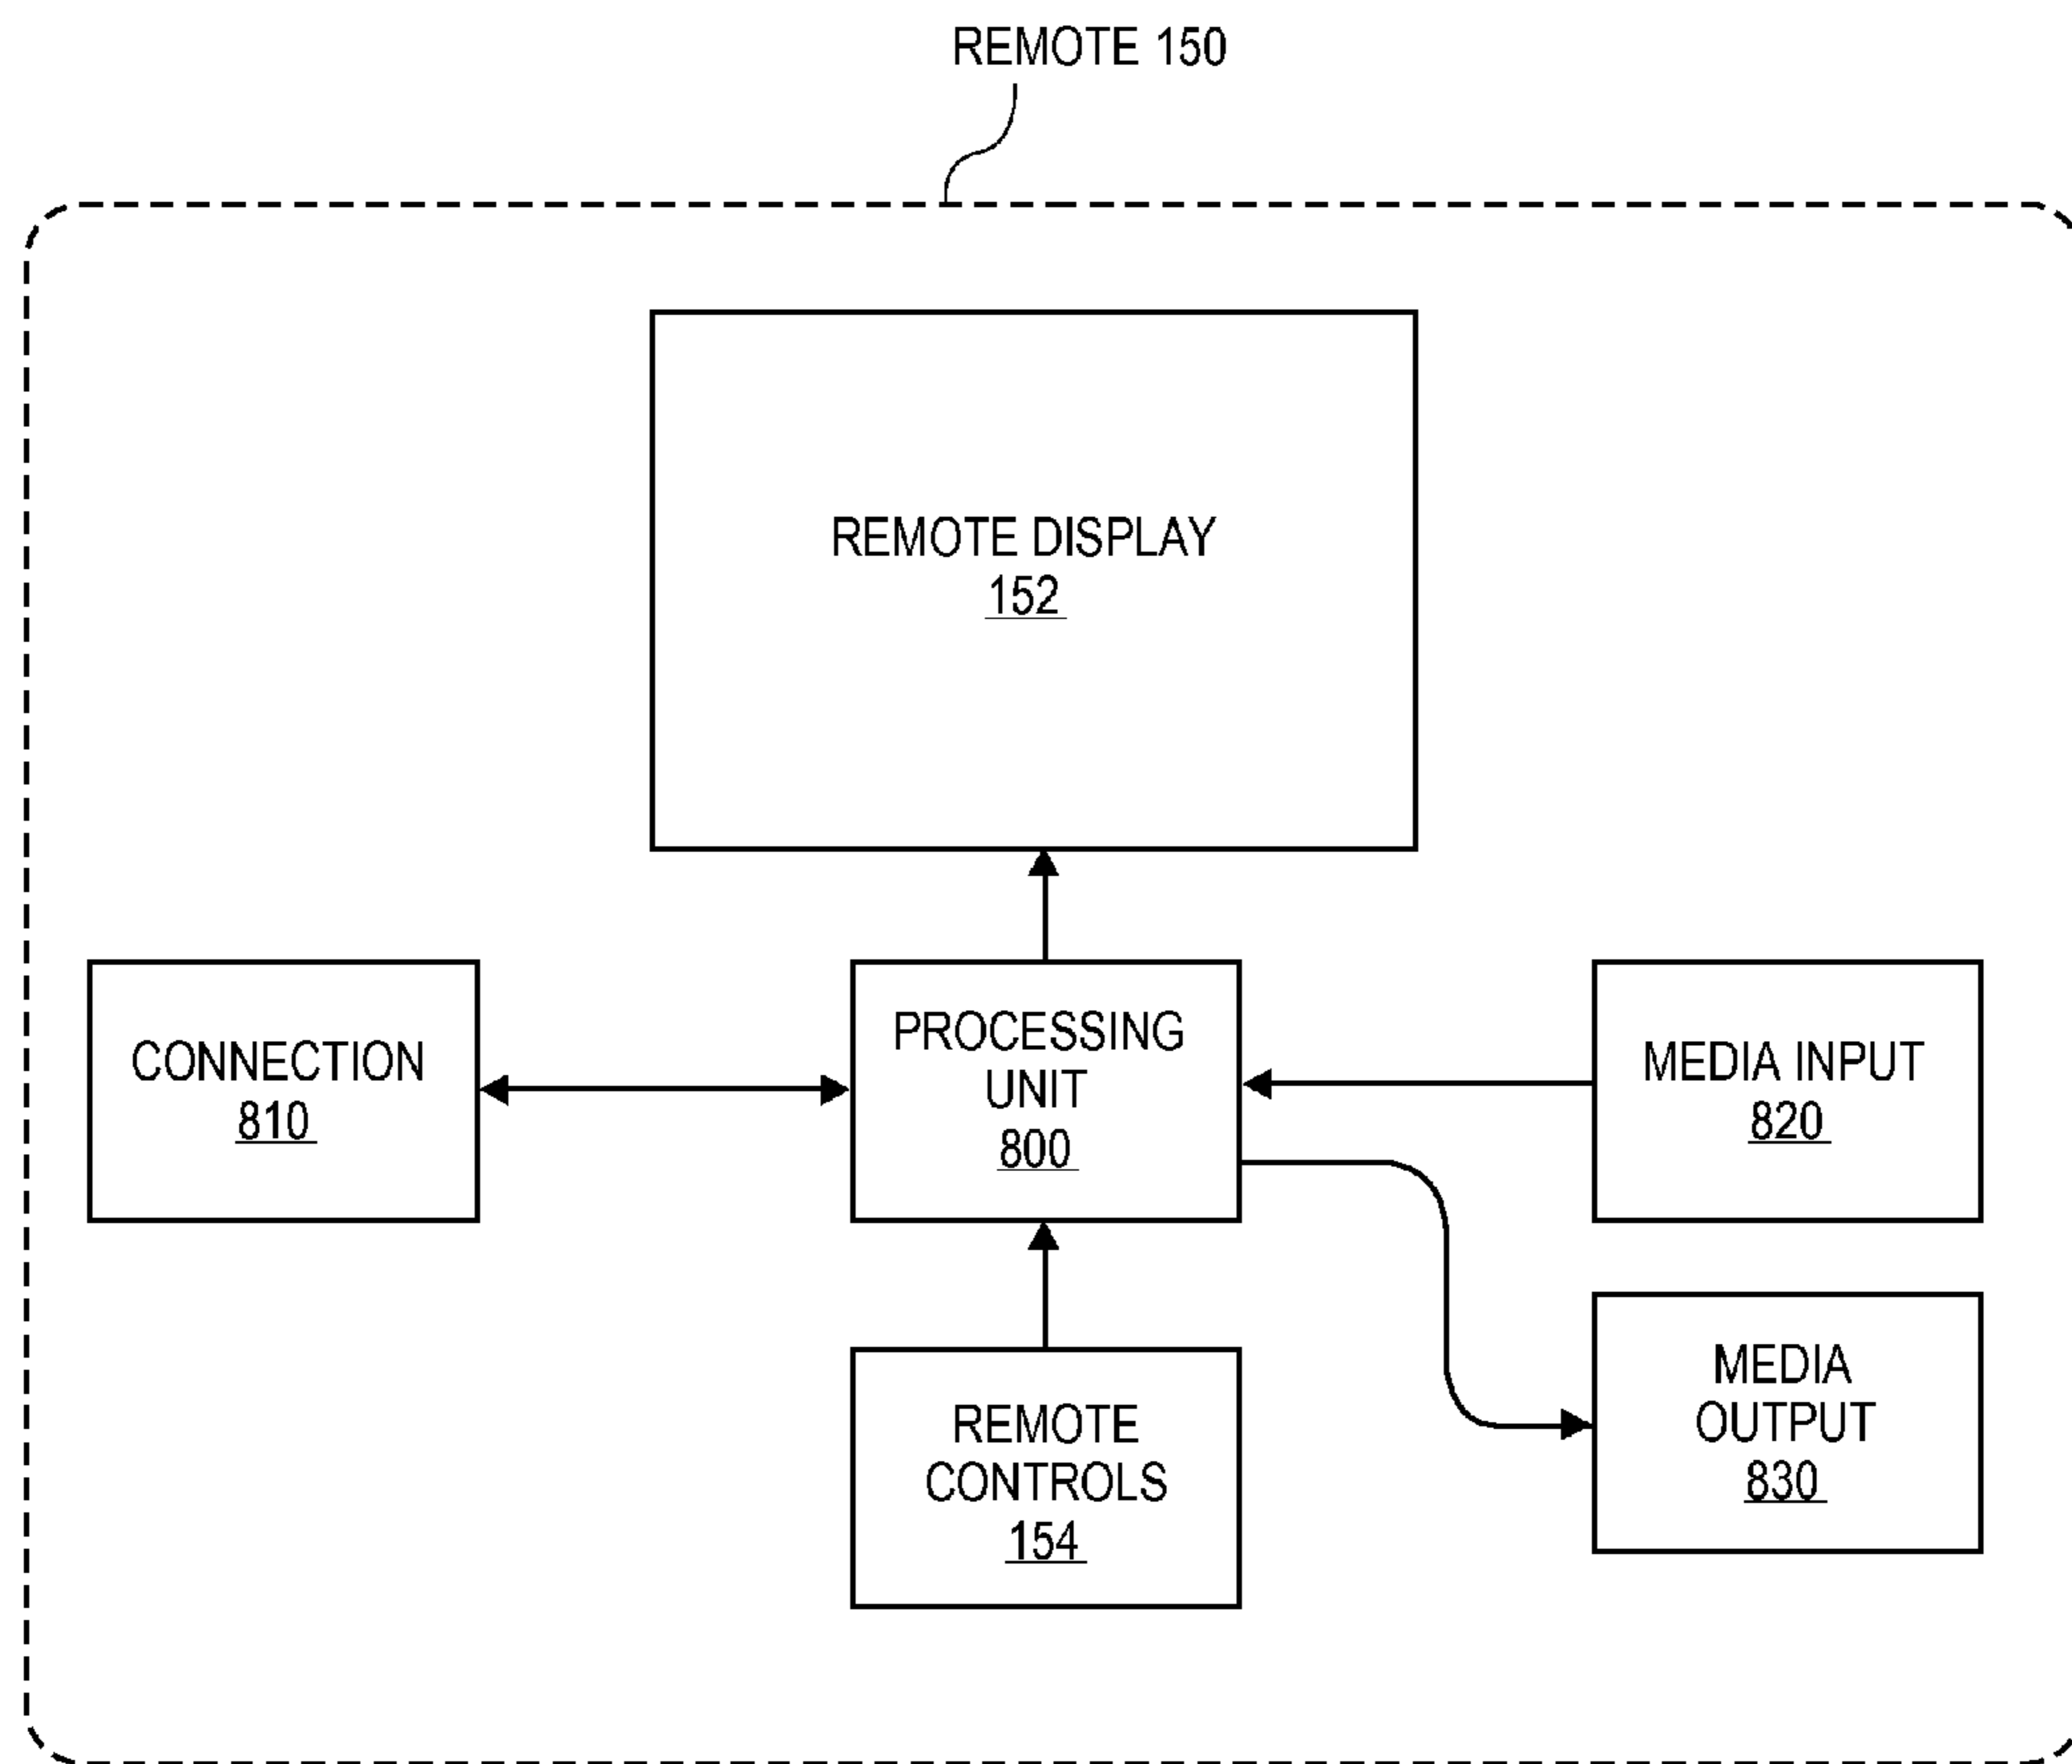 REMOTE 150
REMOTE DISPLAY
152
CONNECTION
810
PROCESSING
UNIT
800
MEDIA INPUT
820
REMOTE
CONTROLS
154
MEDIA
OUTPUT
830